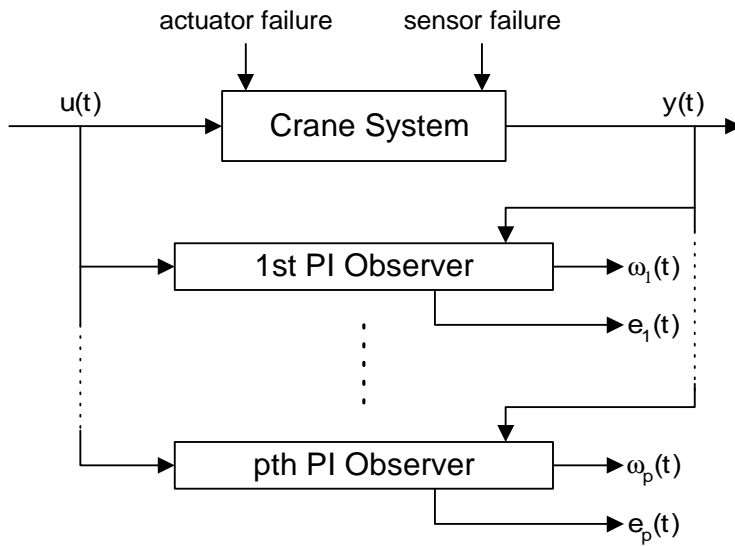 actuator failure
sensor failure
u(t)
y(t)
Crane System
1st PI Observer
ω₁(t)
e₁(t)
pth PI Observer
ωₚ(t)
eₚ(t)